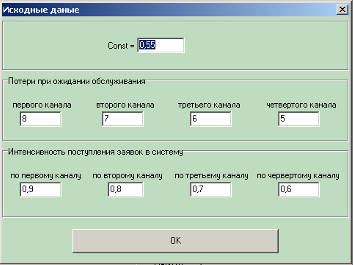 Исходные даные
Const = 0,55
Потери при ожидании обслуживания
первого канала второго канала третьего канала четвертого канала
8 7 6 5
Интенсивность поступления заявок в систему
по первому каналу по второму каналу по третьему каналу по червертому каналу
0,9 0,8 0,7 0,6
OK